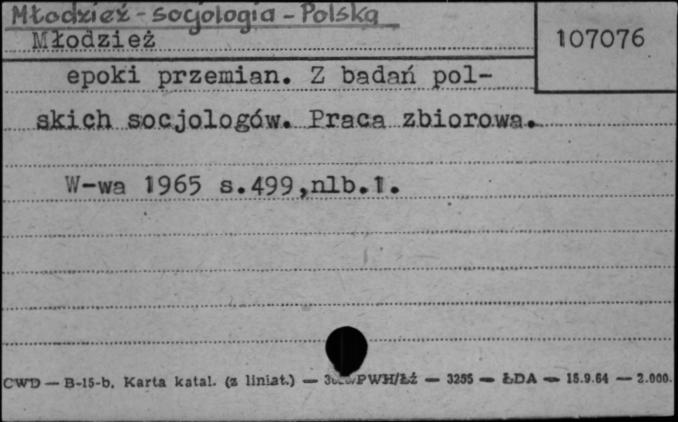 Młodzież - socjologia - Polska
Młodzież
107076
epoki przemian. Z badań pol-
skich socjologów. Praca zbiorowa.
W-wa 1965 s.499,nlb.1.
CWD — B-15-b. Karta katal. (z liniat.) — PWH/Łż — 3255 — ŁDA — 15.9.64 — 2.000.